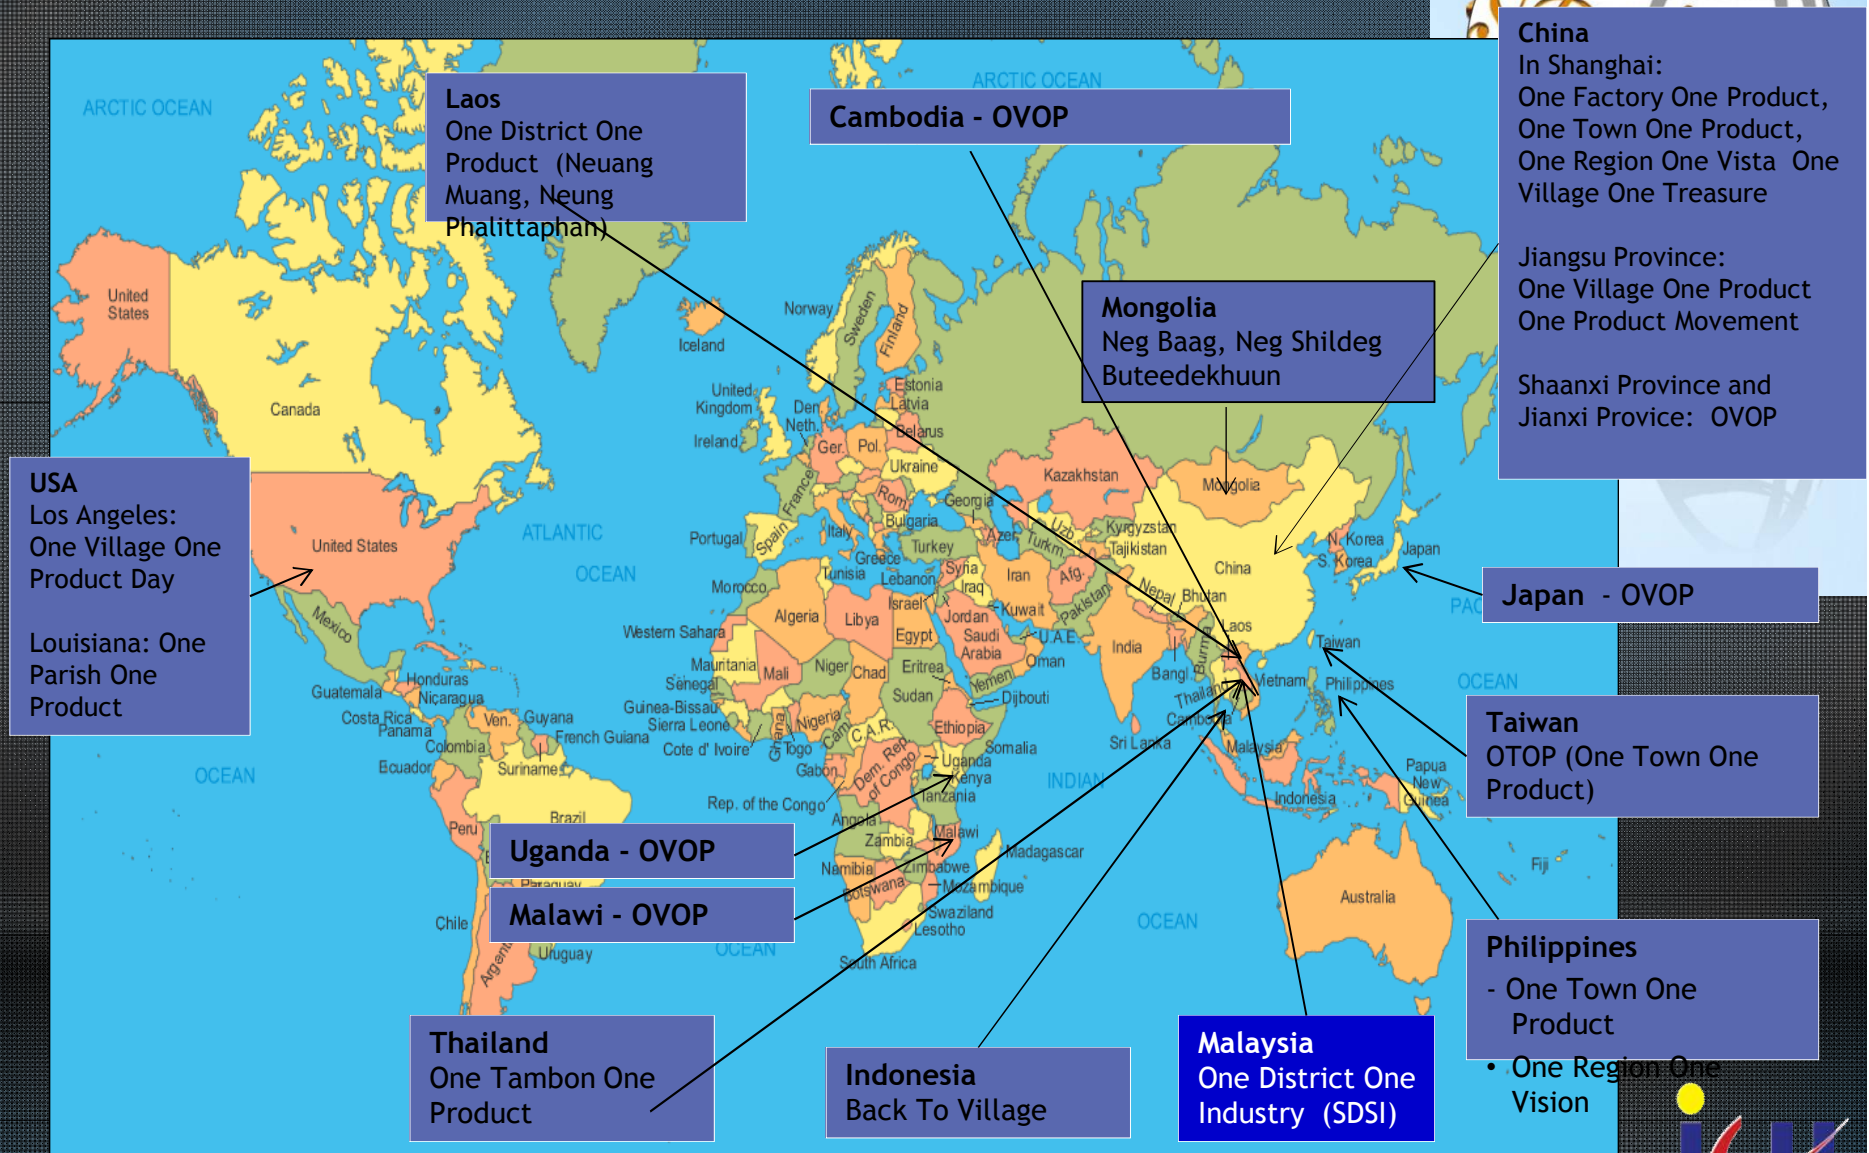 China
In Shanghai:
One Factory One Product,
One Town One Product,
One Region One Vista One
Village One Treasure
Jiangsu Province:
One Village One Product
One Product Movement
Shaanxi Province and
Jianxi Provice: OVOP
Laos
One District One
Product (Neuang
Muang, Neung
Phalittaphan)
Cambodia - OVOP
Mongolia
Neg Baag, Neg Shildeg
Buteedekhuun
USA
Los Angeles:
One Village One
Product Day
Louisiana: One
Parish One
Product
Japan - OVOP
Taiwan
OTOP (One Town One
Product)
Uganda - OVOP
Malawi - OVOP
Philippines
- One Town One
Product
• One Region One
Vision
Thailand
One Tambon One
Product
Indonesia
Back To Village
Malaysia
One District One
Industry (SDSI)
ARCTIC OCEAN
ARCTIC OCEAN
United
States
Canada
United States
Mexico
Guatemala
Honduras
Nicaragua
Costa Rica
Panama
Colombia
Ven.
Guyana
French Guiana
Suriname
Ecuador
Peru
Brazil
Paraguay
Chile
Uruguay
ATLANTIC
OCEAN
OCEAN
OCEAN
Iceland
Norway
Sweden
Finland
Estonia
Latvia
Belarus
United
Kingdom
Ireland
Den.
Neth.
Ger.
Pol.
Ukraine
France
Rom.
Bulgaria
Italy
Spain
Portugal
Greece
Turkey
Georgia
Azer.
Kazakhstan
Uzb.
Turkm.
Kyrgyzstan
Tajikistan
Mongolia
China
N. Korea
S. Korea
Japan
Morocco
Tunisia
Algeria
Libya
Egypt
Lebanon
Israel
Syria
Iraq
Jordan
Iran
Kuwait
Afg.
Pakistan
Nepal
Bhutan
India
Bangl.
Burma
Laos
Thailand
Vietnam
Cambodia
Taiwan
Philippines
Western Sahara
Mauritania
Mali
Niger
Chad
Sudan
Eritrea
Saudi
Arabia
U.A.E.
Oman
Yemen
Djibouti
Senegal
Guinea-Bissau
Sierra Leone
Cote d' Ivoire
Ghana
Togo
Nigeria
Cam.
C.A.R.
Ethiopia
Somalia
Uganda
Kenya
Gabon
Rep. of the Congo
Dem. Rep.
of Congo
Tanzania
Angola
Zambia
Malawi
Zimbabwe
Mozambique
Madagascar
Namibia
Botswana
Swaziland
Lesotho
South Africa
Sri Lanka
INDIAN
OCEAN
Malaysia
Indonesia
Papua
New
Guinea
Australia
Fiji
OCEAN